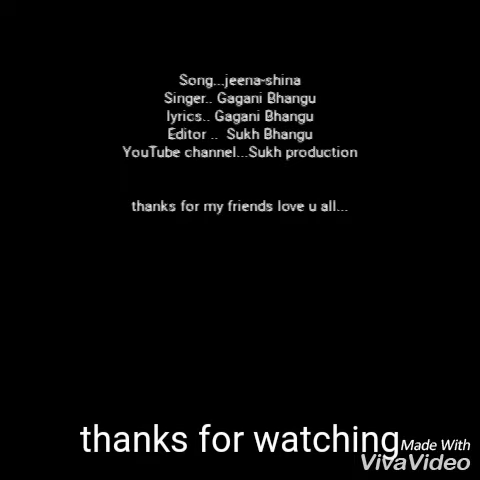 Song...jeena-shina
Singer.. Gagani Bhangu
lyrics.. Gagani Bhangu
Editor .. Sukh Bhangu
YouTube channel...Sukh production
thanks for my friends love u all...
thanks for watching
Made With
VivaVideo